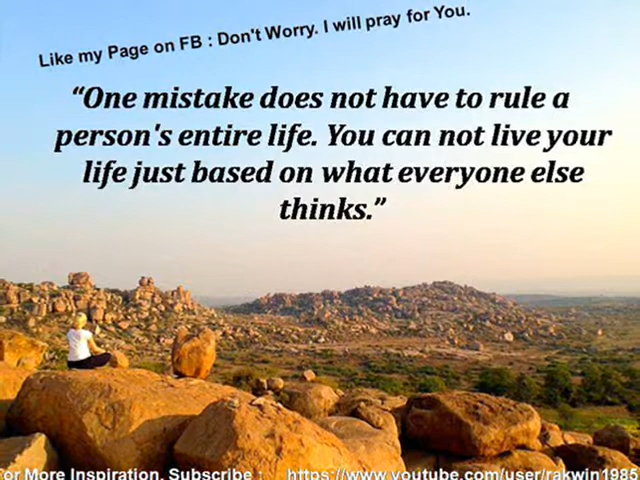 Like my Page on FB : Don't Worry. I will pray for You.
“One mistake does not have to rule a
person's entire life. You can not live your
life just based on what everyone else
thinks.”
or More Inspiration, Subscribe : https://www.youtube.com/user/rakwin1985